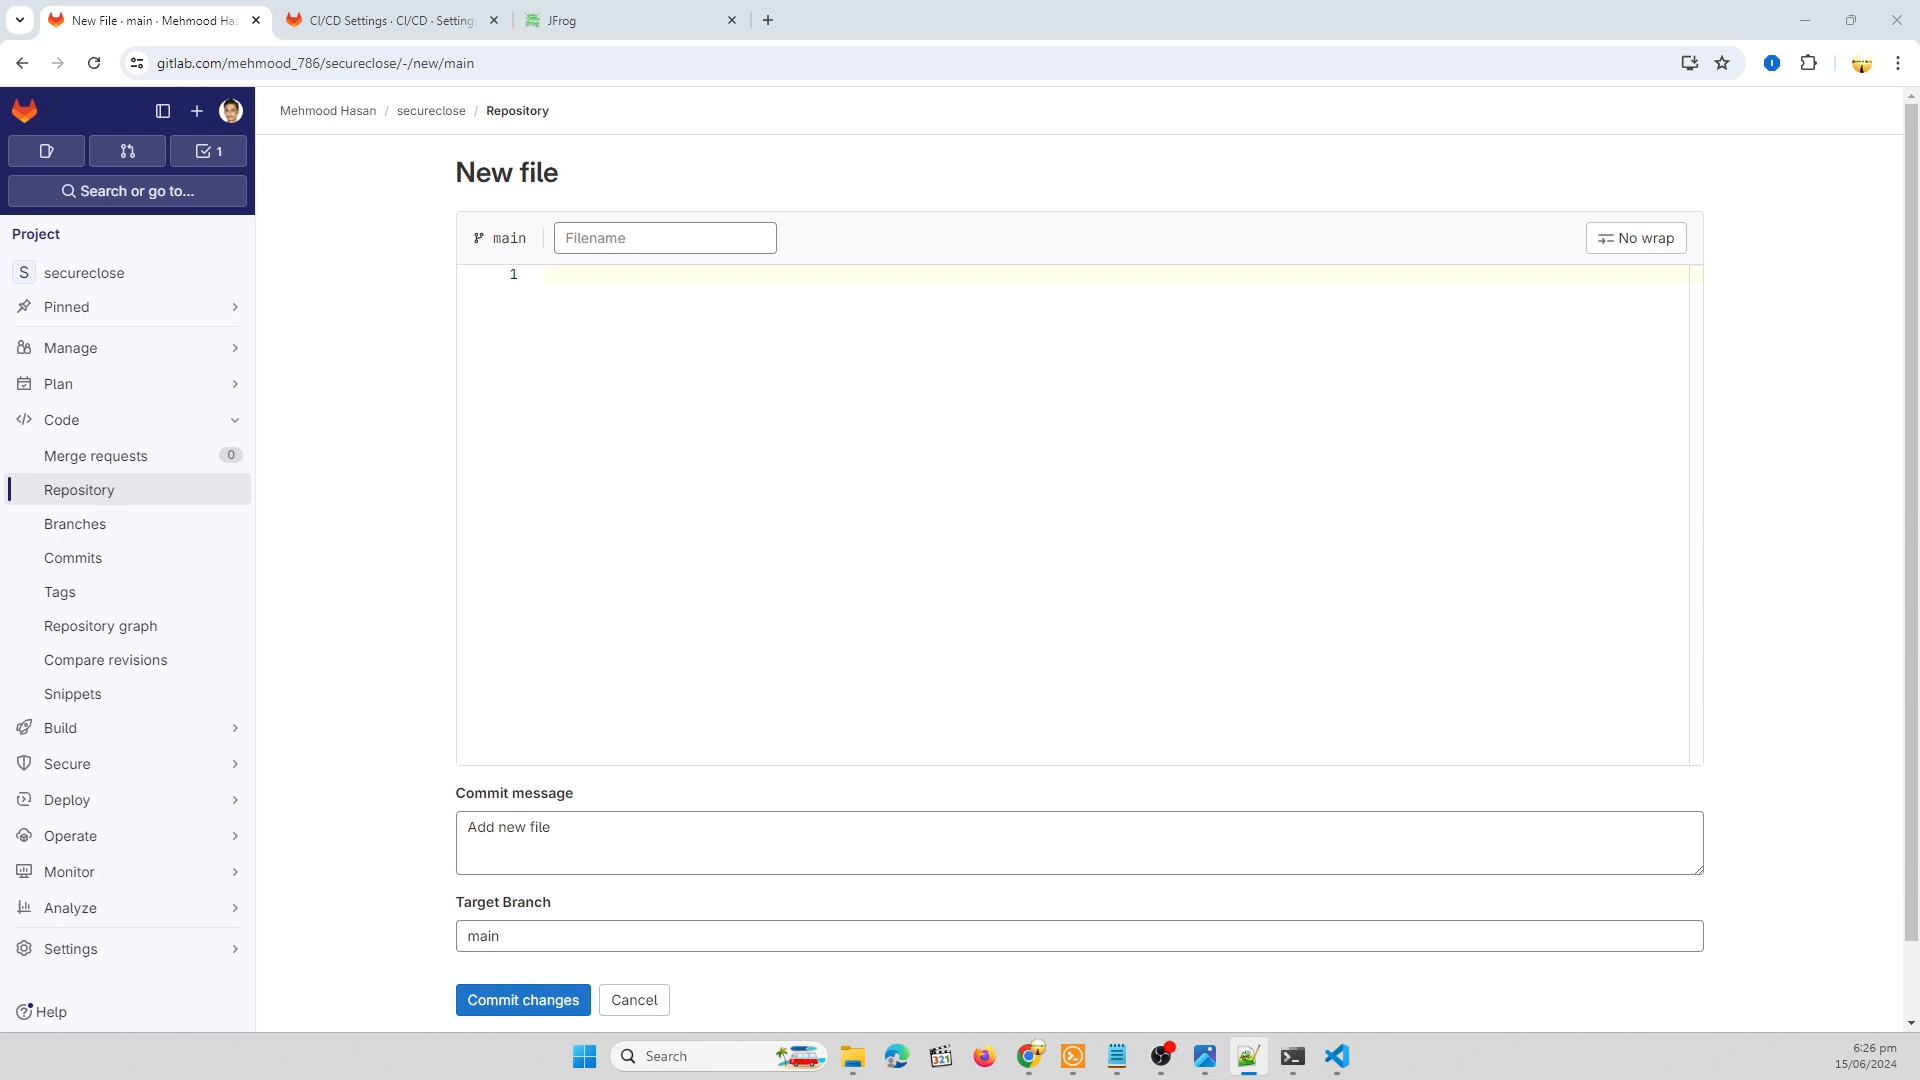 New File · main · Mehmood Has
CI/CD Settings · CI/CD · Setting
JFrog
gitlab.com/mehmood_786/secureclose/-/new/main
Mehmood Hasan / secureclose / Repository
1
Search or go to...
Project
S secureclose
Pinned
Manage
Plan
Code
Merge requests 0
Repository
Branches
Commits
Tags
Repository graph
Compare revisions
Snippets
Build
Secure
Deploy
Operate
Monitor
Analyze
Settings
Help
New file
main
Filename
No wrap
1
Commit message
Add new file
Target Branch
main
Commit changes
Cancel
Search
321
6:26 pm
15/06/2024